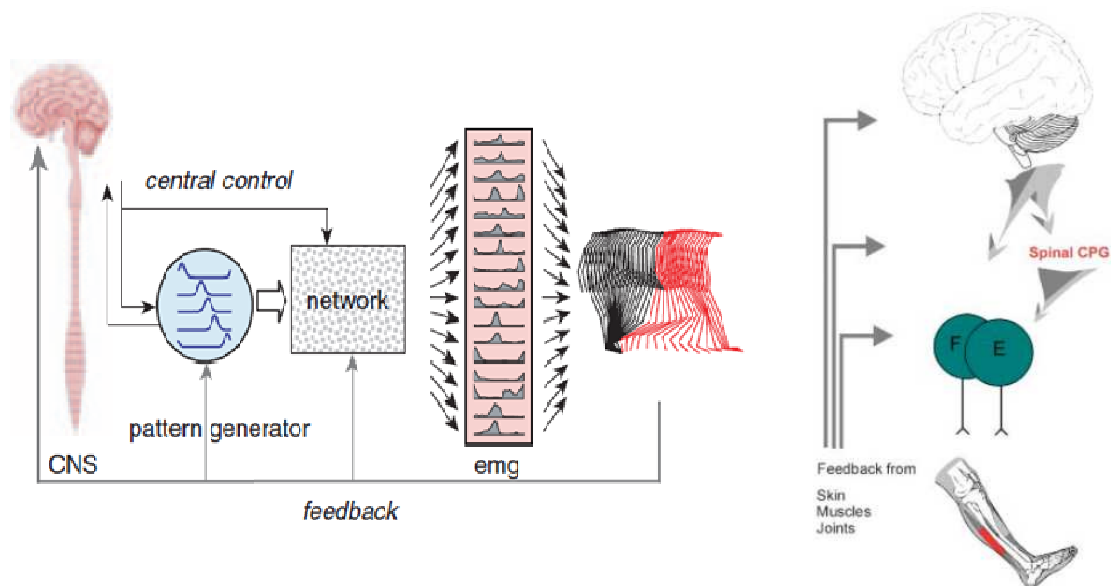 central control
network
pattern generator
CNS
emg
feedback
Spinal CPG
F
E
Feedback from
Skin
Muscles
Joints